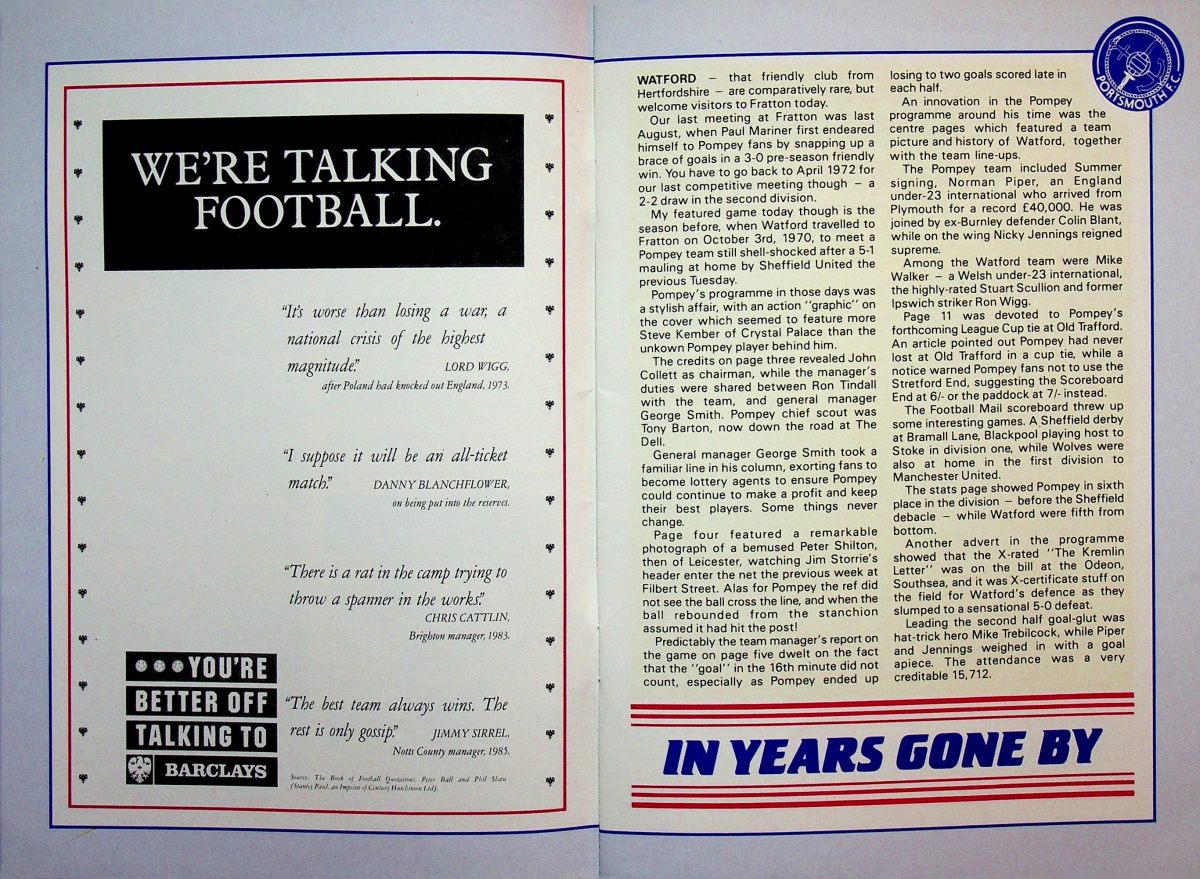 WE'RE TALKING
FOOTBALL.
“It's worse than losing a war, a
national crisis of the highest
magnitude.” LORD WIGG,
after Poland had knocked out England, 1973.
“I suppose it will be an all-ticket
match.” DANNY BLANCHFLOWER,
on being put into the reserves.
“There is a rat in the camp trying to
throw a spanner in the works.”
CHRIS CATTLIN,
Brighton manager, 1983.
“The best team always wins. The
rest is only gossip.” JIMMY SIRREL,
Notts County manager, 1985.
Source: The Book of Football Quotations, Peter Ball and Phil Shaw
(Stanley Paul, an Imprint of Century Hutchinson Ltd).
YOU'RE
BETTER OFF
TALKING TO
BARCLAYS
WATFORD – that friendly club from
Hertfordshire – are comparatively rare, but
welcome visitors to Fratton today.
Our last meeting at Fratton was last
August, when Paul Mariner first endeared
himself to Pompey fans by snapping up a
brace of goals in a 3-0 pre-season friendly
win. You have to go back to April 1972 for
our last competitive meeting though – a
2-2 draw in the second division.
My featured game today though is the
season before, when Watford travelled to
Fratton on October 3rd, 1970, to meet a
Pompey team still shell-shocked after a 5-1
mauling at home by Sheffield United the
previous Tuesday.
Pompey's programme in those days was
a stylish affair, with an action "graphic" on
the cover which seemed to feature more
Steve Kember of Crystal Palace than the
unkown Pompey player behind him.
The credits on page three revealed John
Collett as chairman, while the manager's
duties were shared between Ron Tindall
with the team, and general manager
George Smith. Pompey chief scout was
Tony Barton, now down the road at The
Dell.
General manager George Smith took a
familiar line in his column, exorting fans to
become lottery agents to ensure Pompey
could continue to make a profit and keep
their best players. Some things never
change.
Page four featured a remarkable
photograph of a bemused Peter Shilton,
then of Leicester, watching Jim Storrie's
header enter the net the previous week at
Filbert Street. Alas for Pompey the ref did
not see the ball cross the line, and when the
ball rebounded from the stanchion
assumed it had hit the post!
Predictably the team manager's report on
the game on page five dwelt on the fact
that the "goal" in the 16th minute did not
count, especially as Pompey ended up
losing to two goals scored late in
each half.
An innovation in the Pompey
programme around his time was the
centre pages which featured a team
picture and history of Watford, together
with the team line-ups.
The Pompey team included Summer
signing, Norman Piper, an England
under-23 international who arrived from
Plymouth for a record £40,000. He was
joined by ex-Burnley defender Colin Blant,
while on the wing Nicky Jennings reigned
supreme.
Among the Watford team were Mike
Walker – a Welsh under-23 international,
the highly-rated Stuart Scullion and former
Ipswich striker Ron Wigg.
Page 11 was devoted to Pompey's
forthcoming League Cup tie at Old Trafford.
An article pointed out Pompey had never
lost at Old Trafford in a cup tie, while a
notice warned Pompey fans not to use the
Stretford End, suggesting the Scoreboard
End at 6/- or the paddock at 7/- instead.
The Football Mail scoreboard threw up
some interesting games. A Sheffield derby
at Bramall Lane, Blackpool playing host to
Stoke in division one, while Wolves were
also at home in the first division to
Manchester United.
The stats page showed Pompey in sixth
place in the division – before the Sheffield
debacle – while Watford were fifth from
bottom.
Another advert in the programme
showed that the X-rated "The Kremlin
Letter" was on the bill at the Odeon,
Southsea, and it was X-certificate stuff on
the field for Watford's defence as they
slumped to a sensational 5-0 defeat.
Leading the second half goal-glut was
hat-trick hero Mike Trebilcock, while Piper
and Jennings weighed in with a goal
apiece. The attendance was a very
creditable 15,712.
PORTSMOUTH F.C.
IN YEARS GONE BY